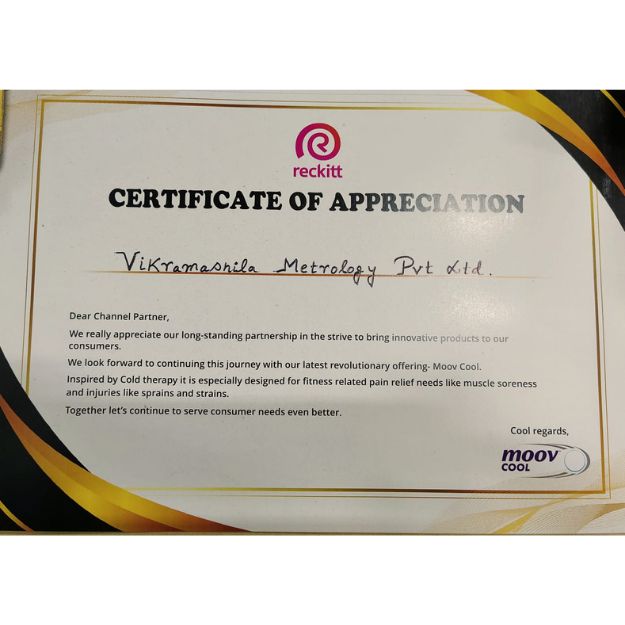 reckitt
CERTIFICATE OF APPRECIATION
Vikramashila Metrology Pvt Ltd.
Dear Channel Partner,
We really appreciate our long-standing partnership in the strive to bring innovative products to our
consumers.
We look forward to continuing this journey with our latest revolutionary offering- Moov Cool.
Inspired by Cold therapy it is especially designed for fitness related pain relief needs like muscle soreness
and injuries like sprains and strains.
Together let's continue to serve consumer needs even better.
Cool regards,
moov
COOL